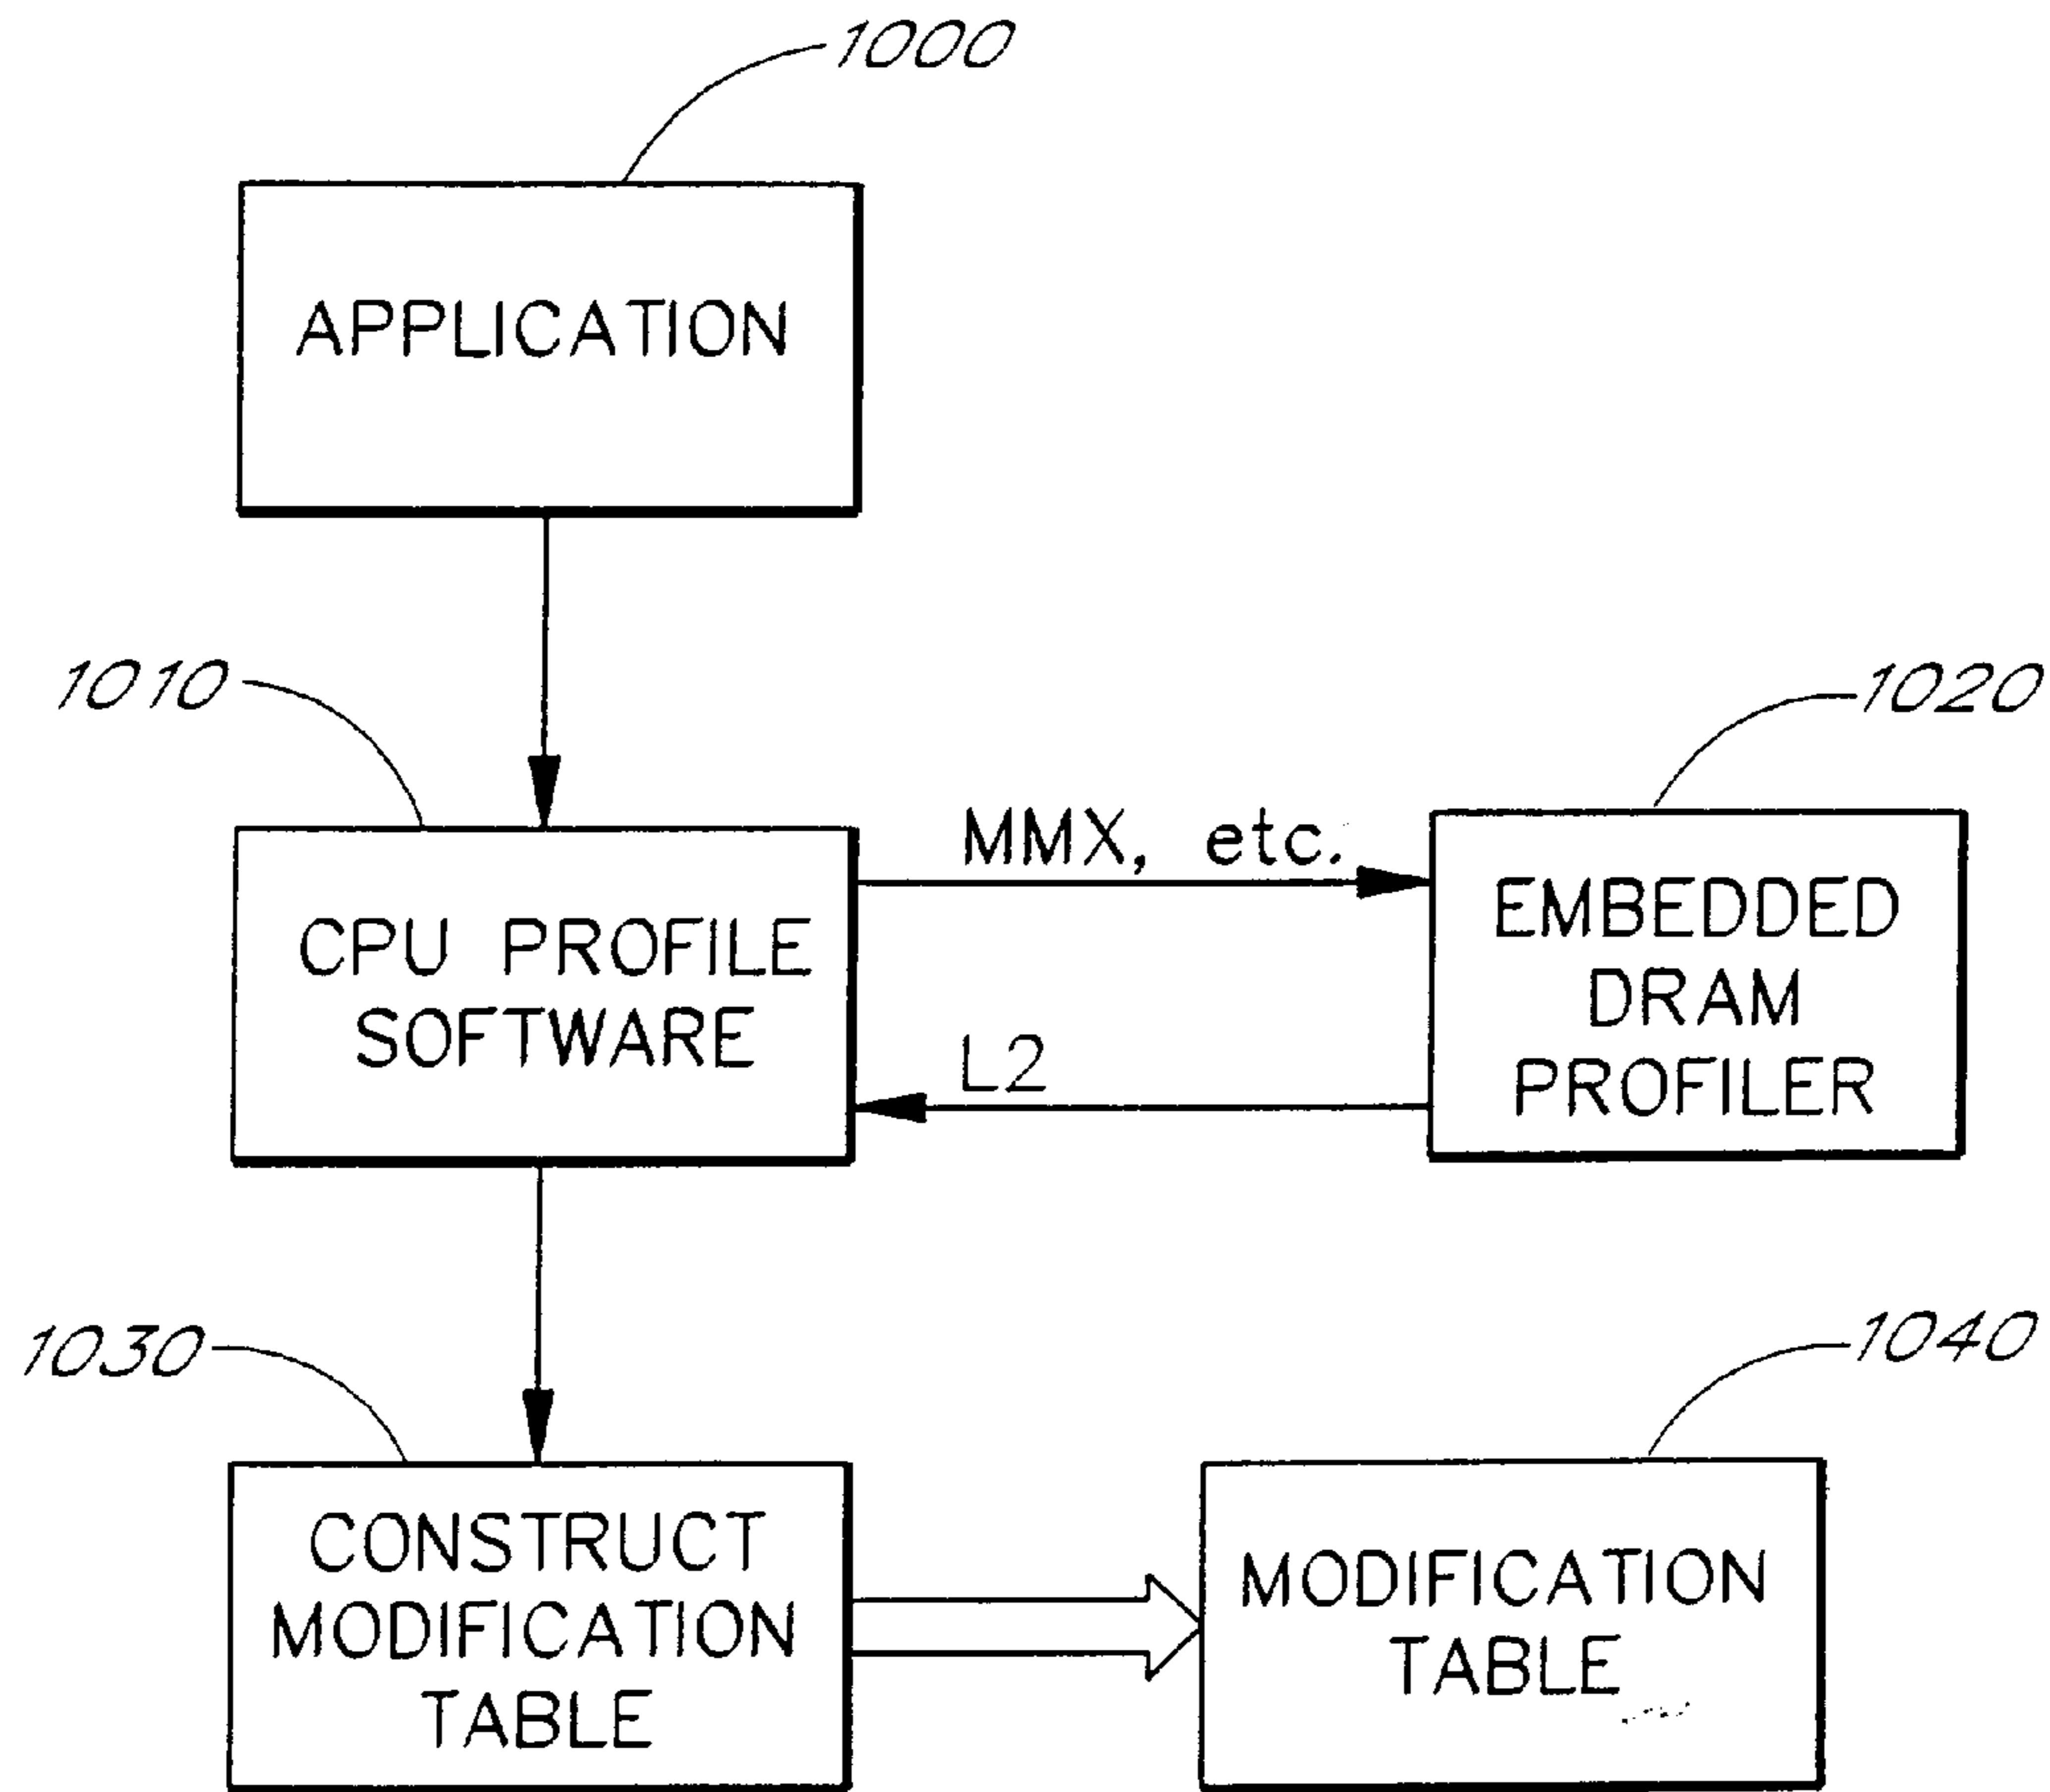 1000
APPLICATION
1010
1020
MMX, etc.
CPU PROFILE
SOFTWARE
L2
EMBEDDED
DRAM
PROFILER
1030
1040
CONSTRUCT
MODIFICATION
TABLE
MODIFICATION
TABLE